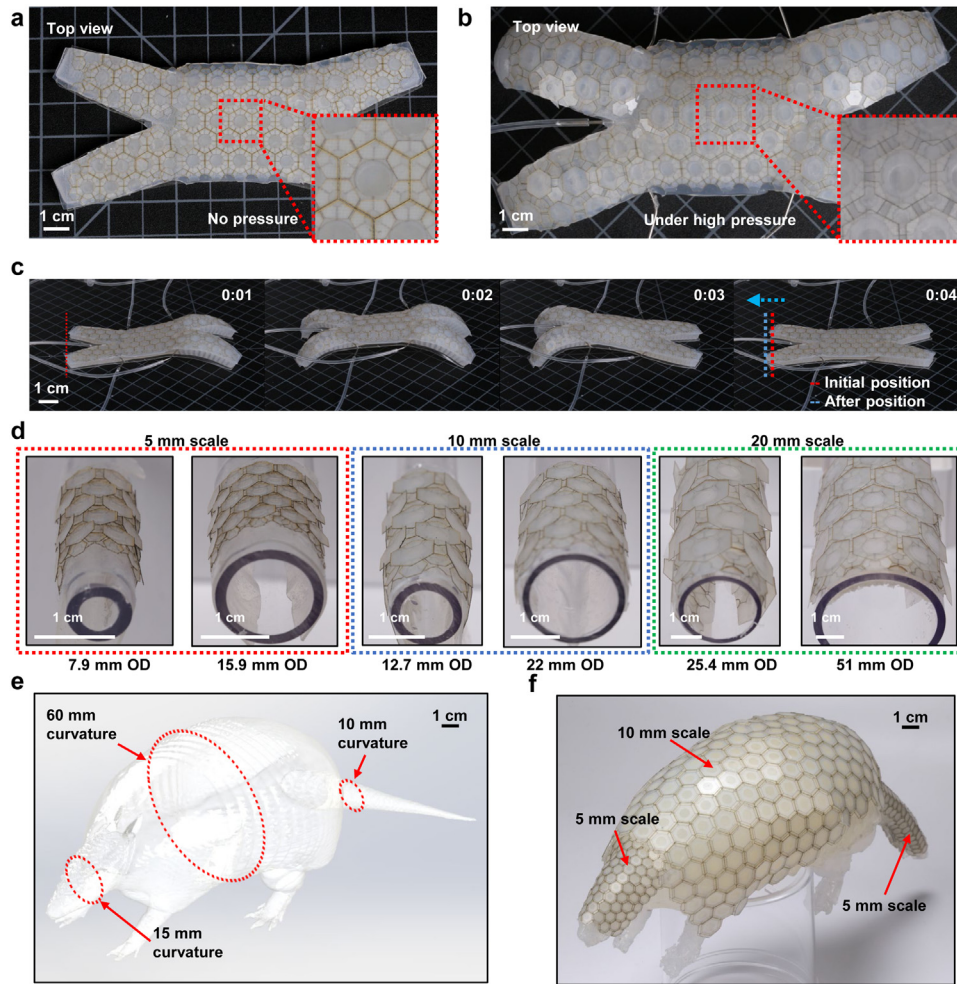 a
Top view
No pressure
1 cm
b
Top view
Under high pressure
1 cm
c
0:01
0:02
0:03
0:04
1 cm
Initial position
After position
d
5 mm scale
10 mm scale
20 mm scale
1 cm
1 cm
1 cm
1 cm
1 cm
1 cm
7.9 mm OD
15.9 mm OD
12.7 mm OD
22 mm OD
25.4 mm OD
51 mm OD
e
60 mm
curvature
10 mm
curvature
1 cm
15 mm
curvature
f
1 cm
10 mm scale
5 mm scale
5 mm scale